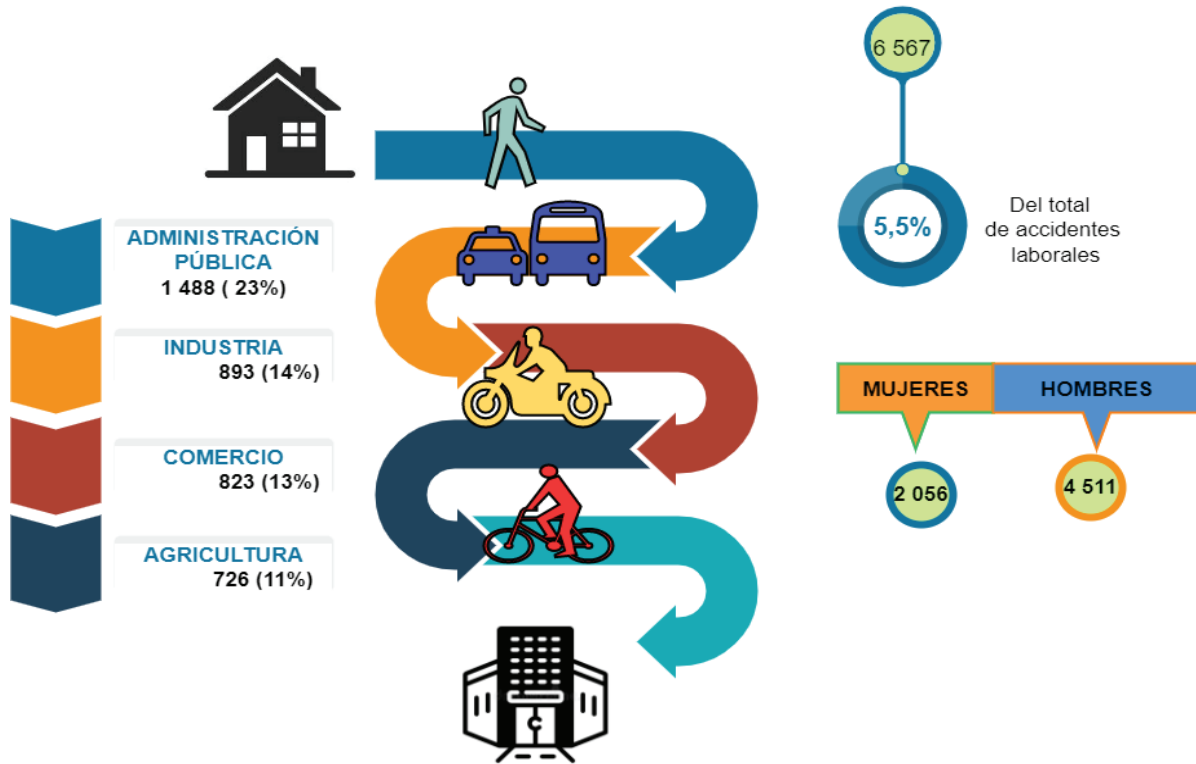 6 567
5,5%
Del total
de accidentes
laborales
ADMINISTRACIÓN
PÚBLICA
1 488 ( 23%)
INDUSTRIA
893 (14%)
COMERCIO
823 (13%)
AGRICULTURA
726 (11%)
MUJERES
HOMBRES
2 056
4 511